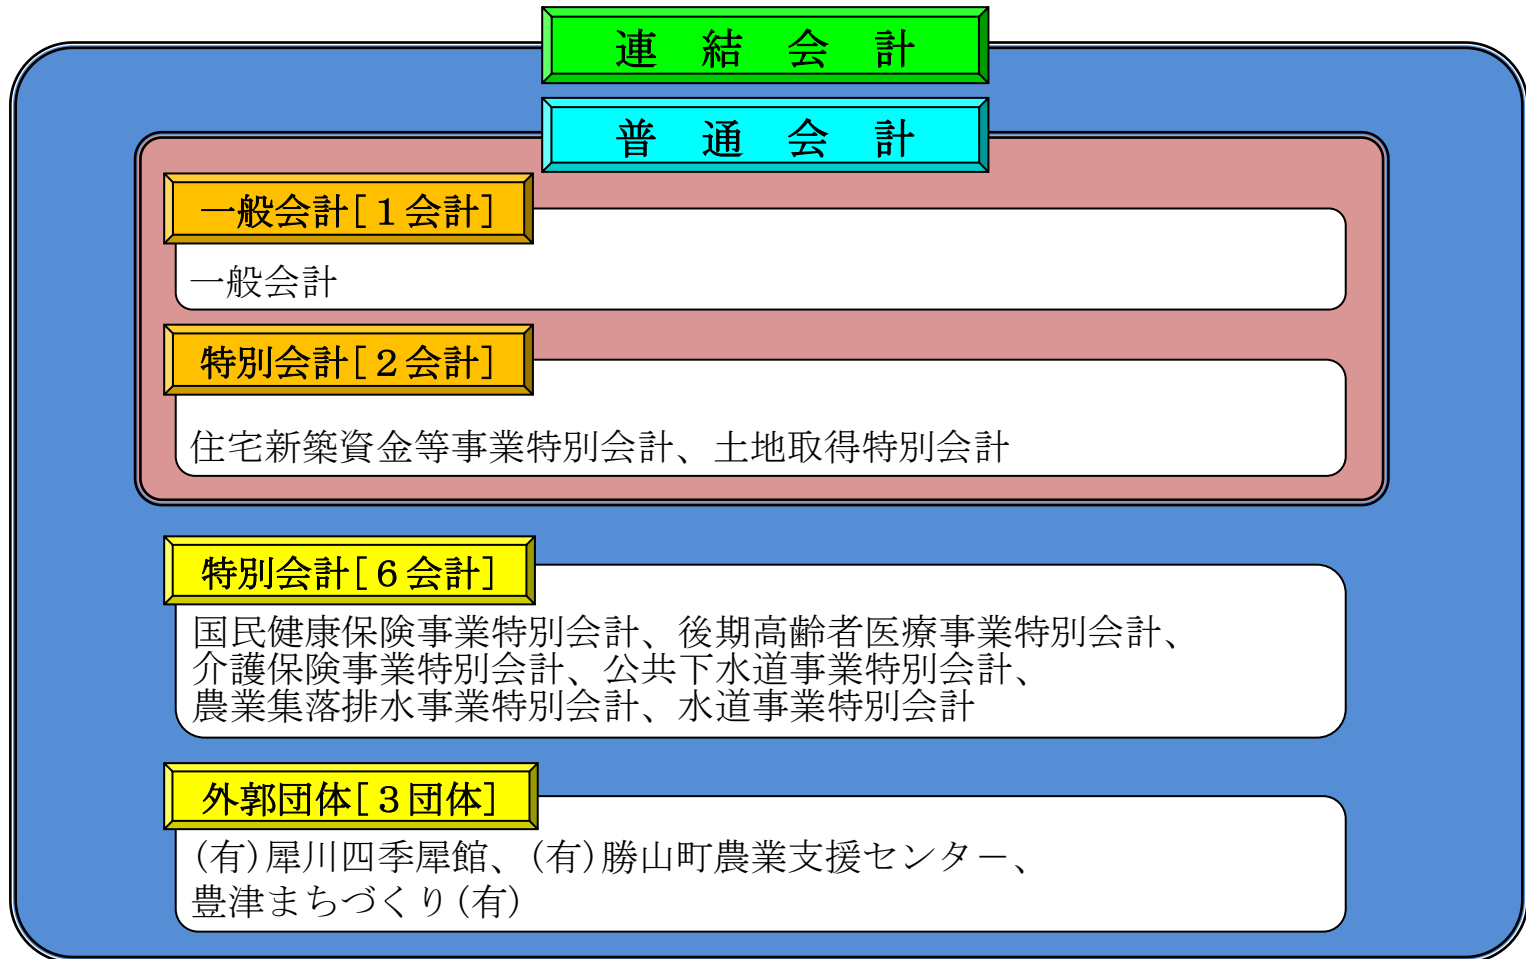 連結会計
普通会計
一般会計[１会計]
一般会計
特別会計[２会計]
住宅新築資金等事業特別会計、土地取得特別会計
特別会計[６会計]
国民健康保険事業特別会計、後期高齢者医療事業特別会計、
介護保険事業特別会計、公共下水道事業特別会計、
農業集落排水事業特別会計、水道事業特別会計
外郭団体[３団体]
(有)犀川四季犀館、(有)勝山町農業支援センター、
豊津まちづくり(有)